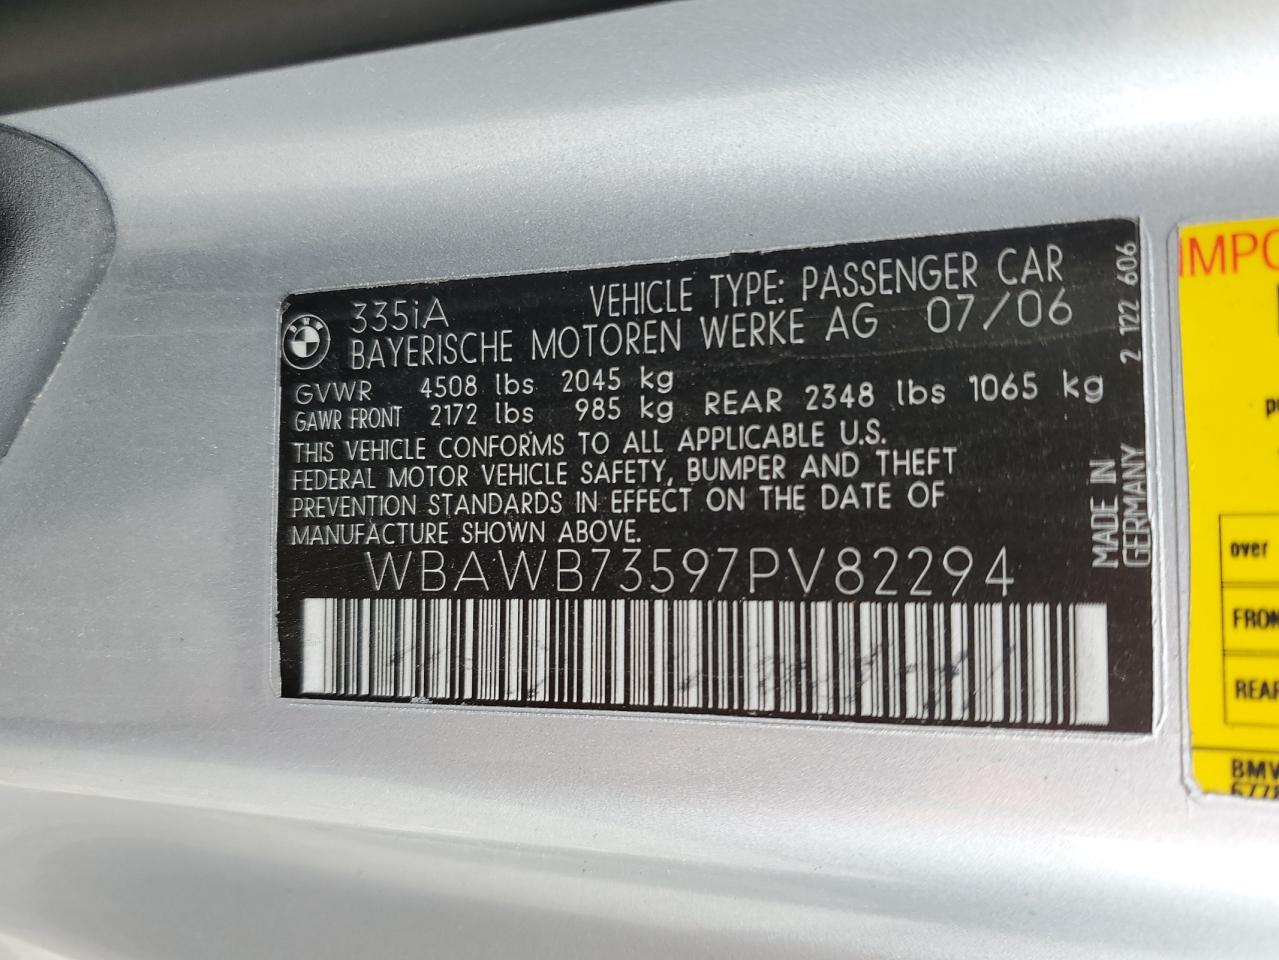 335iA VEHICLE TYPE: PASSENGER CAR
BAYERISCHE MOTOREN WERKE AG 07/06
GVWR 4508 lbs 2045 kg
GAWR FRONT 2172 lbs 985 kg REAR 2348 lbs 1065 kg
THIS VEHICLE CONFORMS TO ALL APPLICABLE U.S.
FEDERAL MOTOR VEHICLE SAFETY, BUMPER AND THEFT
PREVENTION STANDARDS IN EFFECT ON THE DATE OF
MANUFACTURE SHOWN ABOVE.
WBAWB73597PV82294
MADE IN
GERMANY 2 122 606
IMPO
over
FRON
REAR
BMW